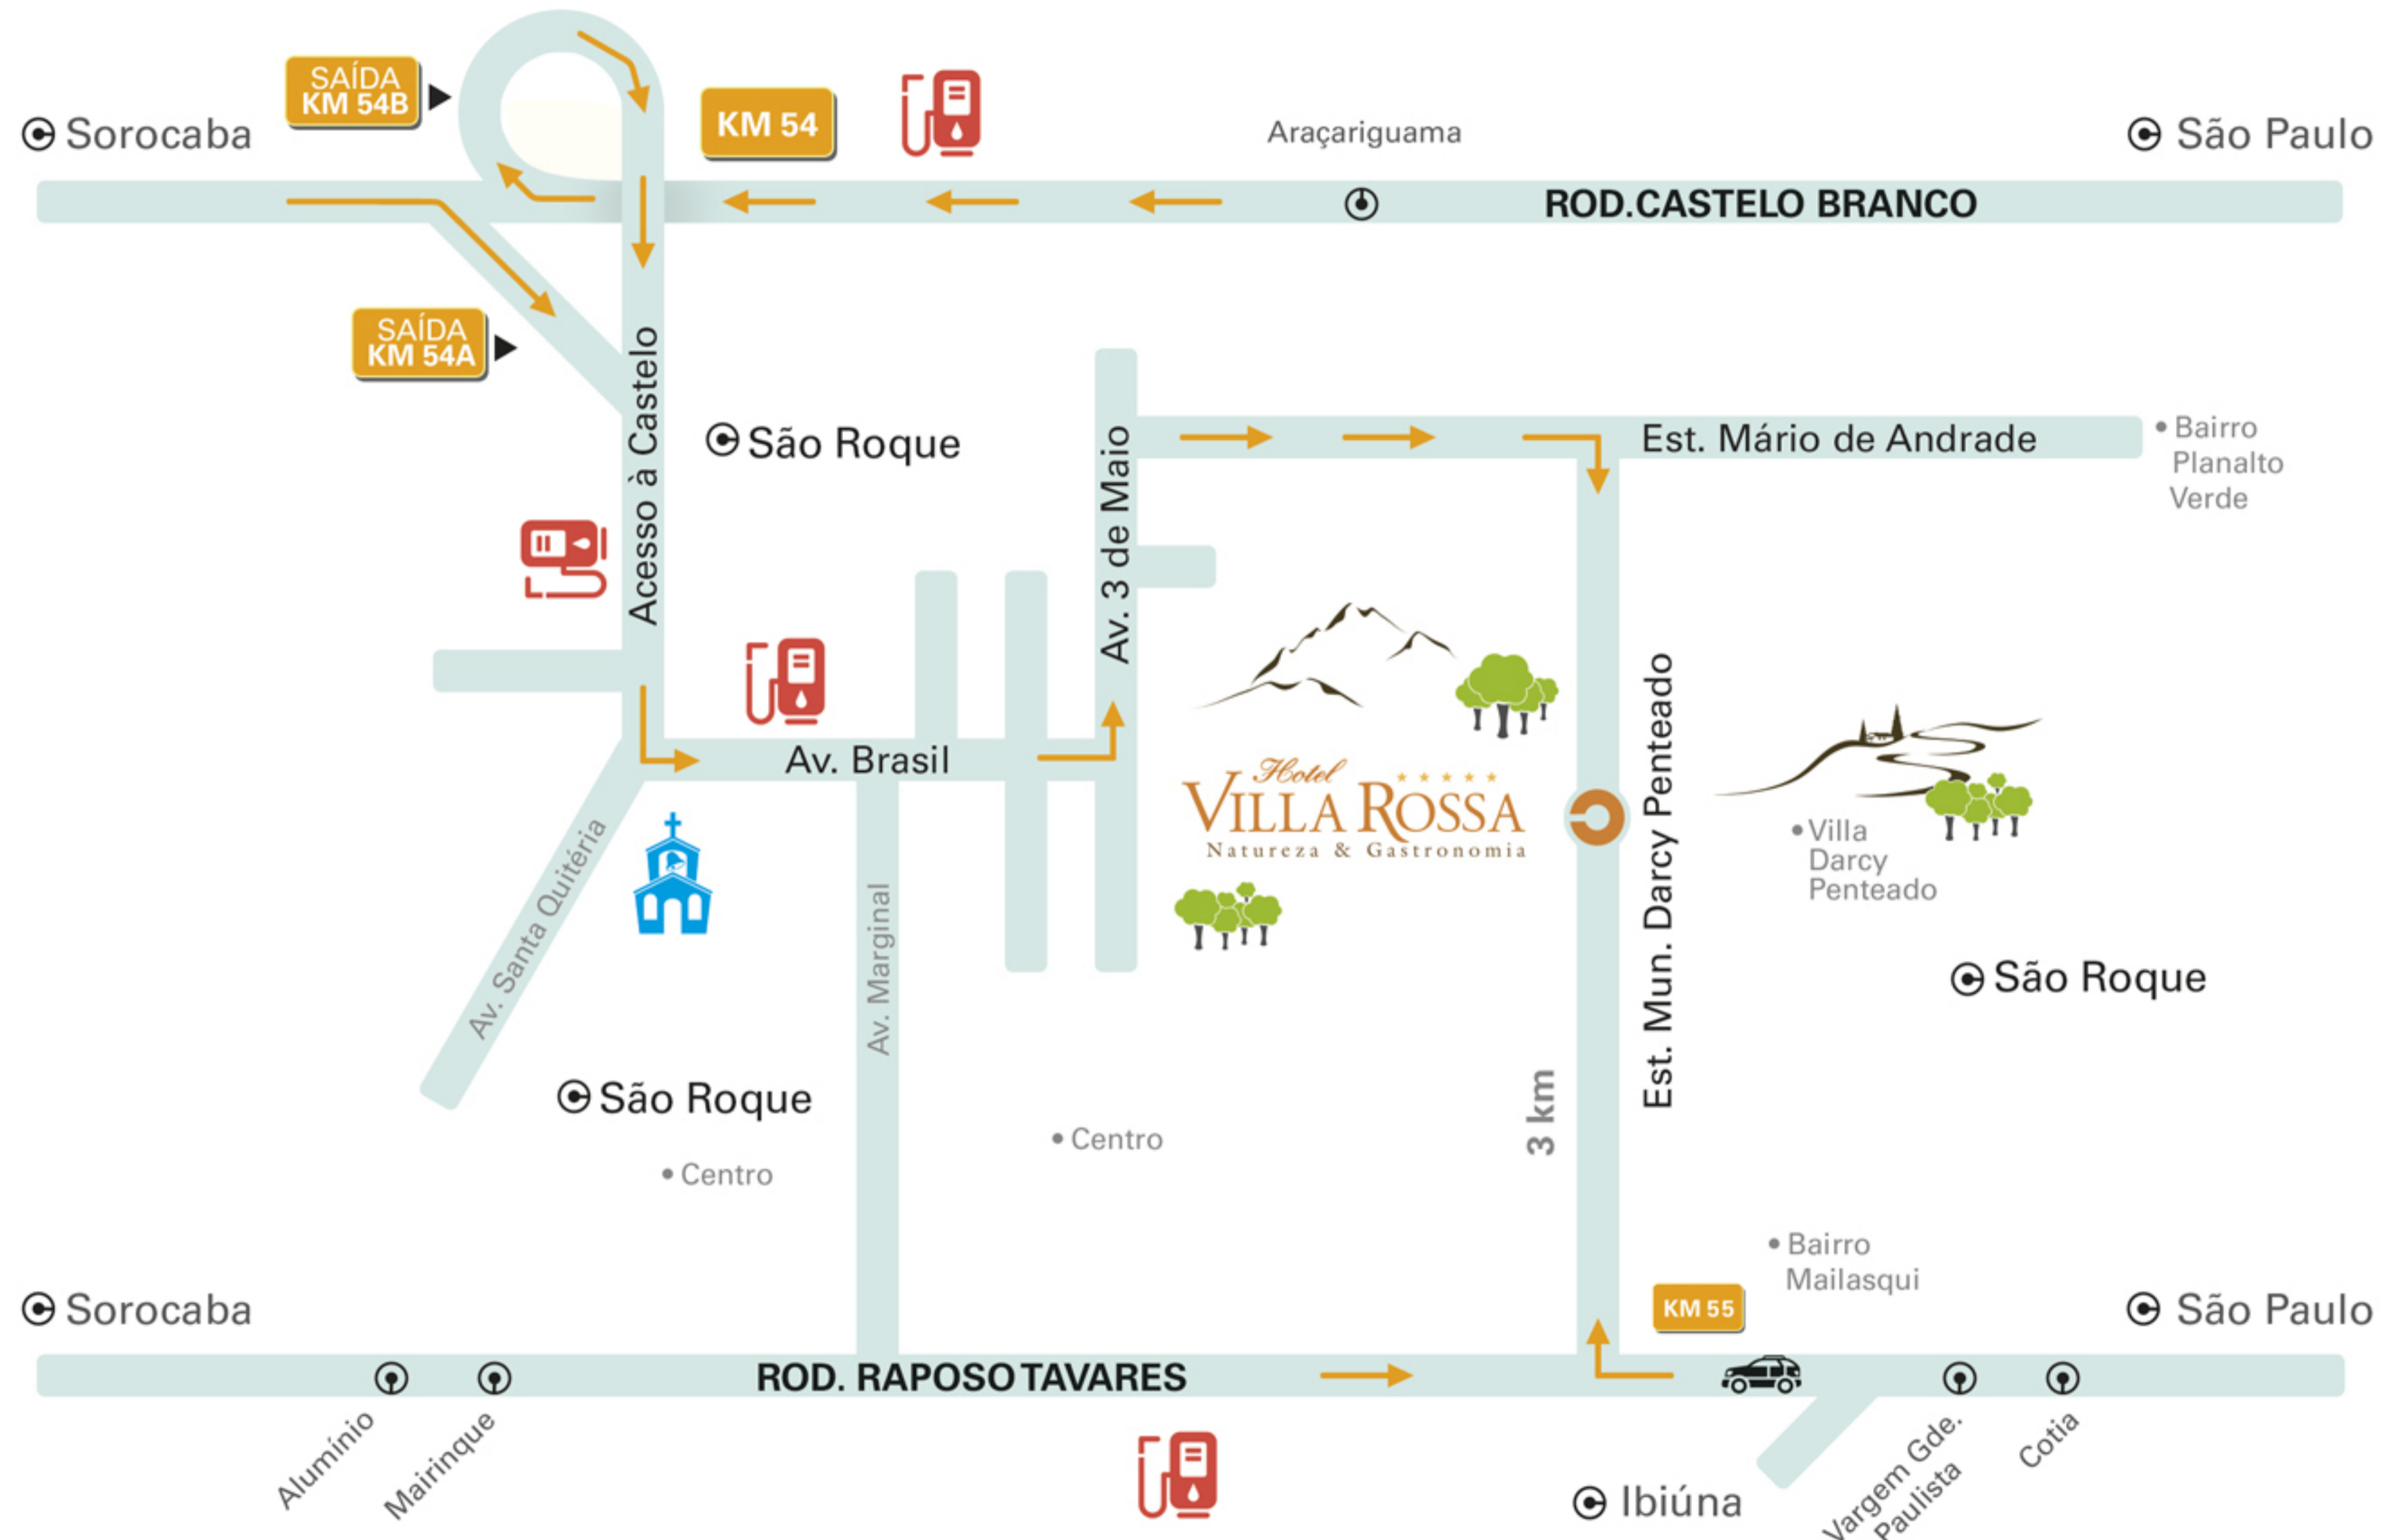 SAÍDA
KM 54B
KM 54
Sorocaba
Araçariguama
São Paulo
ROD.CASTELO BRANCO
SAÍDA
KM 54A
Acesso à Castelo
São Roque
Av. 3 de Maio
Est. Mário de Andrade
• Bairro
Planalto
Verde
Av. Brasil
Hotel
VILLA ROSSA
Natureza & Gastronomia
Est. Mun. Darcy Penteado
• Villa
Darcy
Penteado
Av. Santa Quitéria
Av. Marginal
São Roque
São Roque
• Centro
• Centro
3 km
• Bairro
Mailasqui
KM 55
Sorocaba
São Paulo
ROD. RAPOSO TAVARES
Alumínio
Mairinque
Ibiúna
Vargem Gde.
Paulista
Cotia